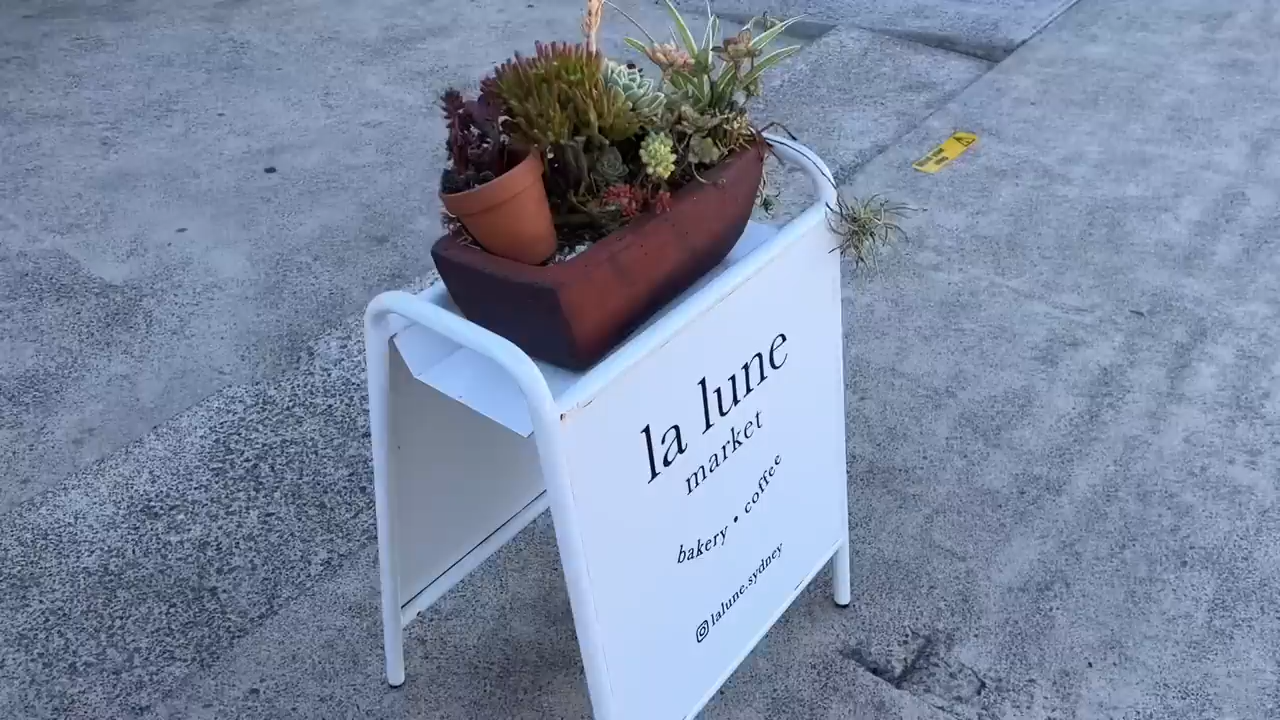 la lune
market
bakery • coffee
@lalune.sydney